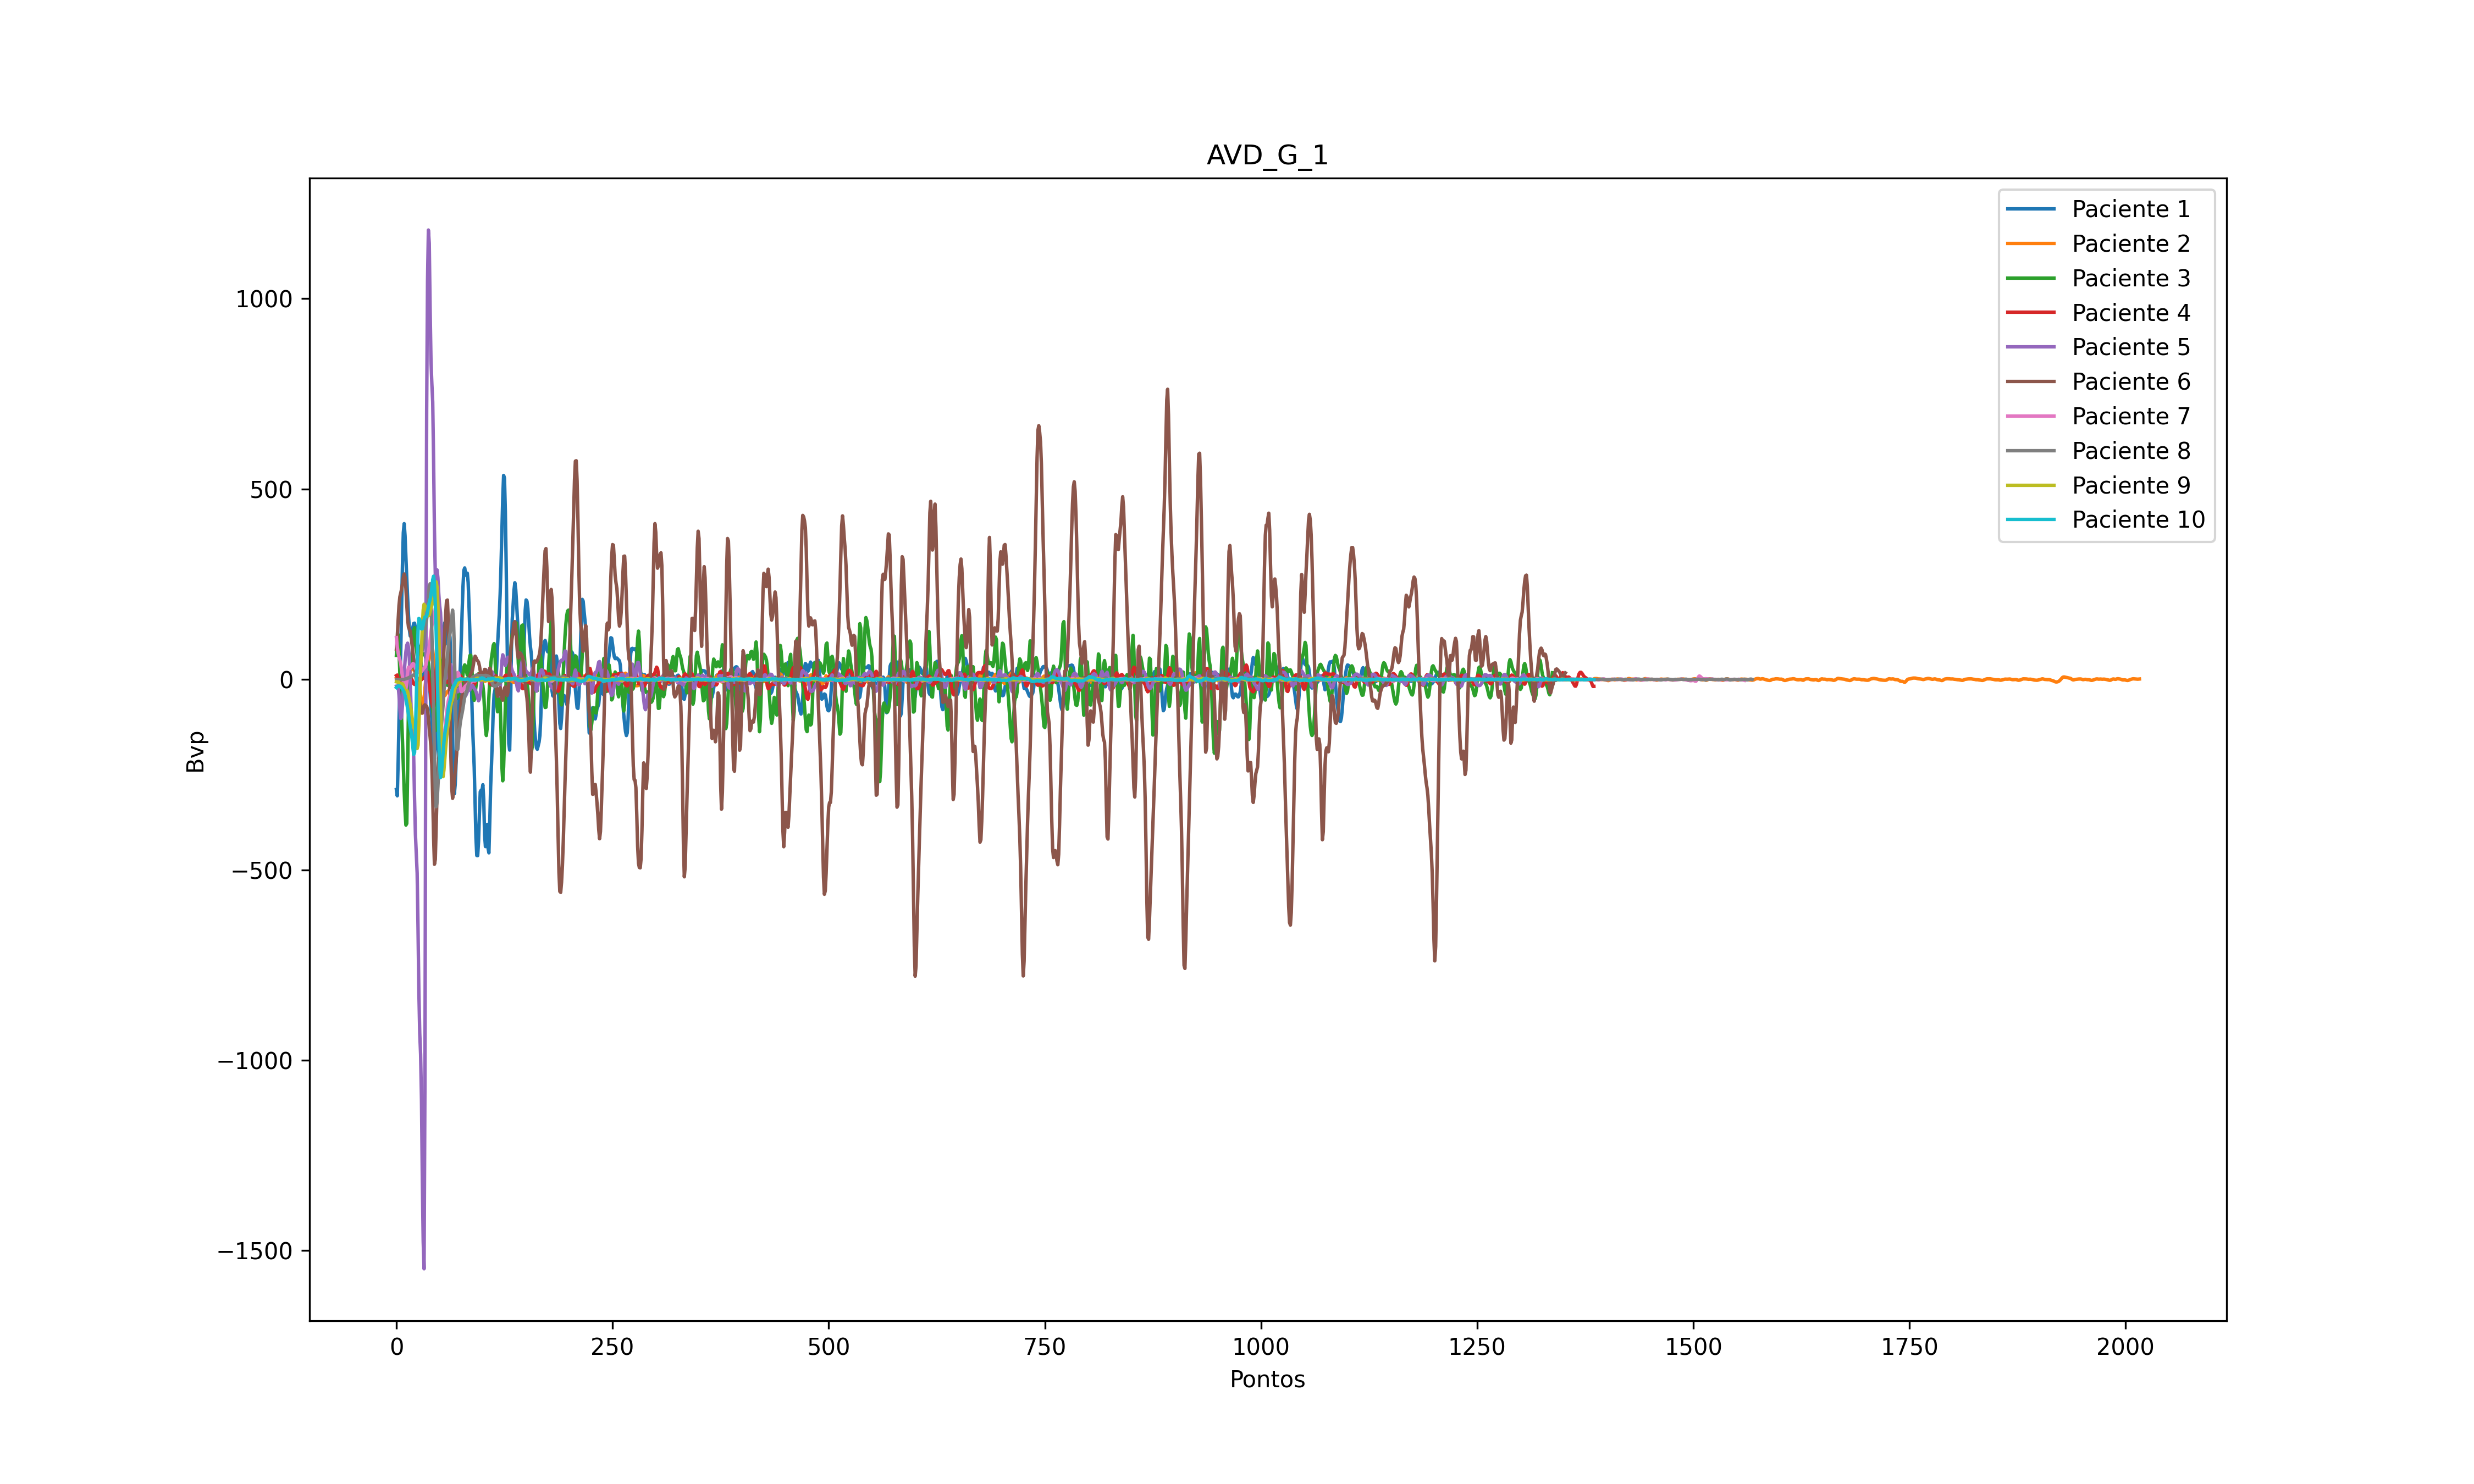 AVD_G_1
Paciente 1
Paciente 2
Paciente 3
Paciente 4
Paciente 5
Paciente 6
Paciente 7
Paciente 8
Paciente 9
Paciente 10
1000
500
0
−500
−1000
−1500
Bvp
0 250 500 750 1000 1250 1500 1750 2000
Pontos